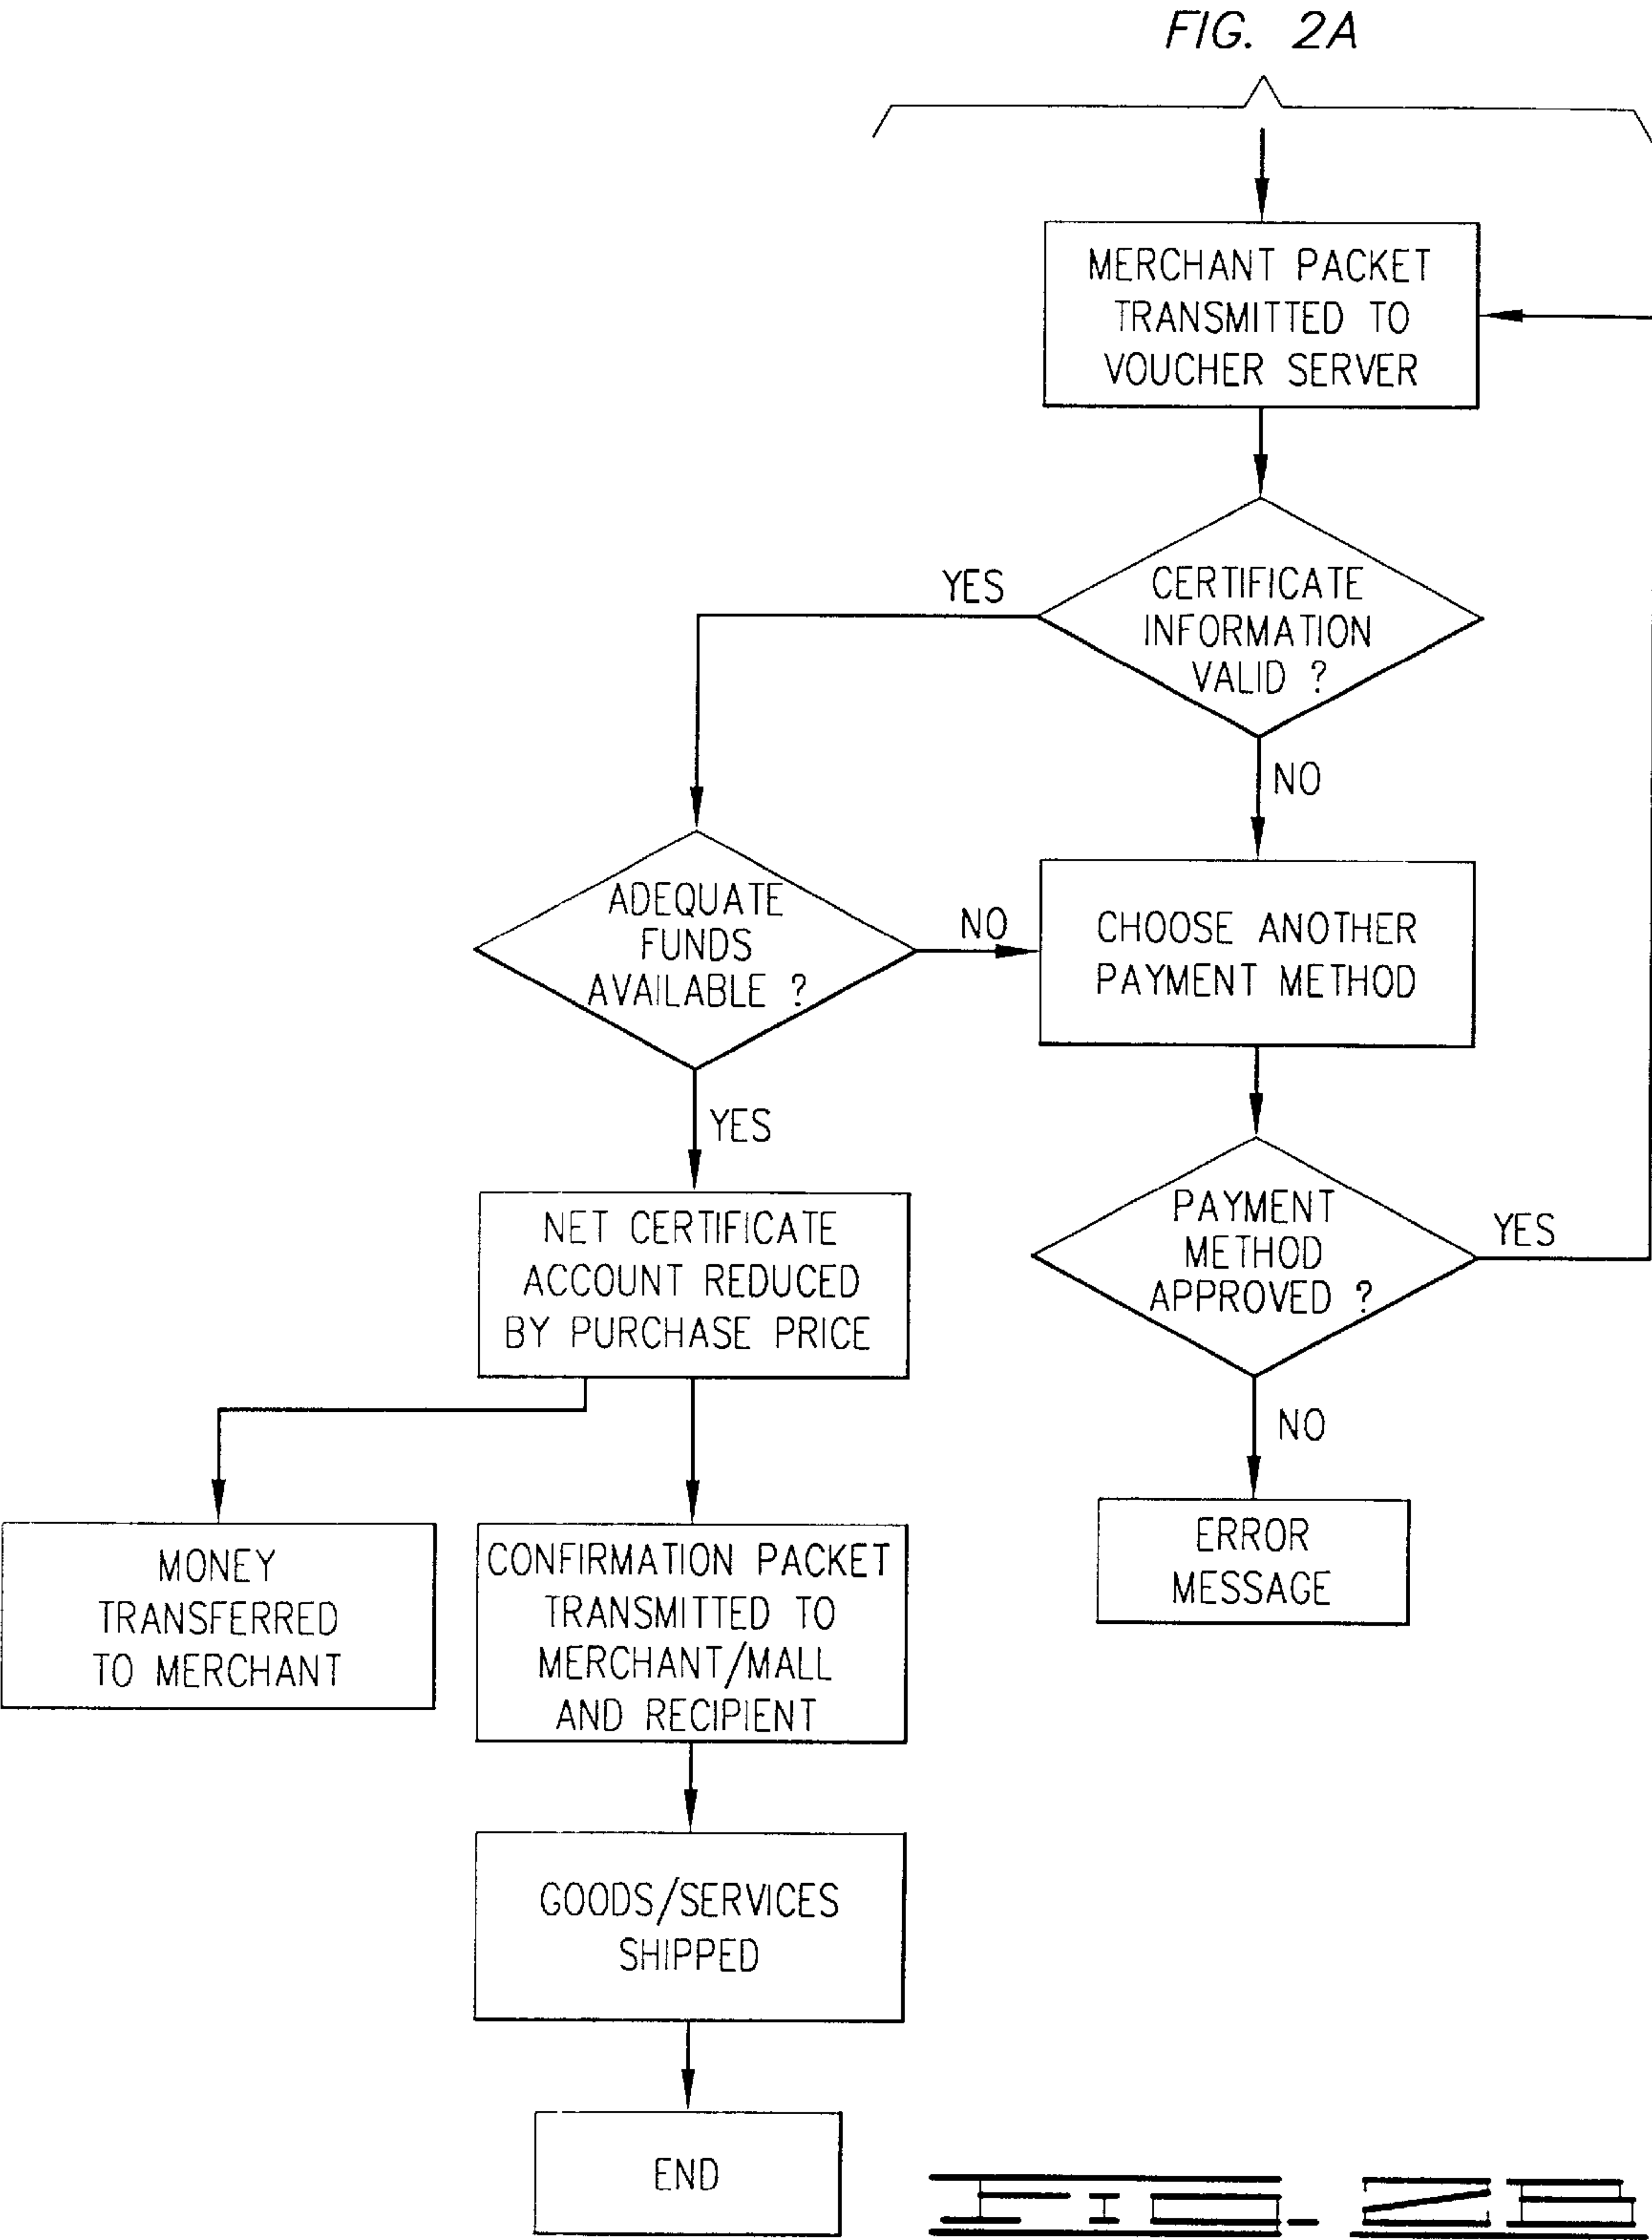 FIG. 2A
MERCHANT PACKET
TRANSMITTED TO
VOUCHER SERVER
CERTIFICATE
INFORMATION
VALID ?
YES
NO
ADEQUATE
FUNDS
AVAILABLE ?
NO
CHOOSE ANOTHER
PAYMENT METHOD
YES
PAYMENT
METHOD
APPROVED ?
YES
NET CERTIFICATE
ACCOUNT REDUCED
BY PURCHASE PRICE
NO
ERROR
MESSAGE
MONEY
TRANSFERRED
TO MERCHANT
CONFIRMATION PACKET
TRANSMITTED TO
MERCHANT/MALL
AND RECIPIENT
GOODS/SERVICES
SHIPPED
END